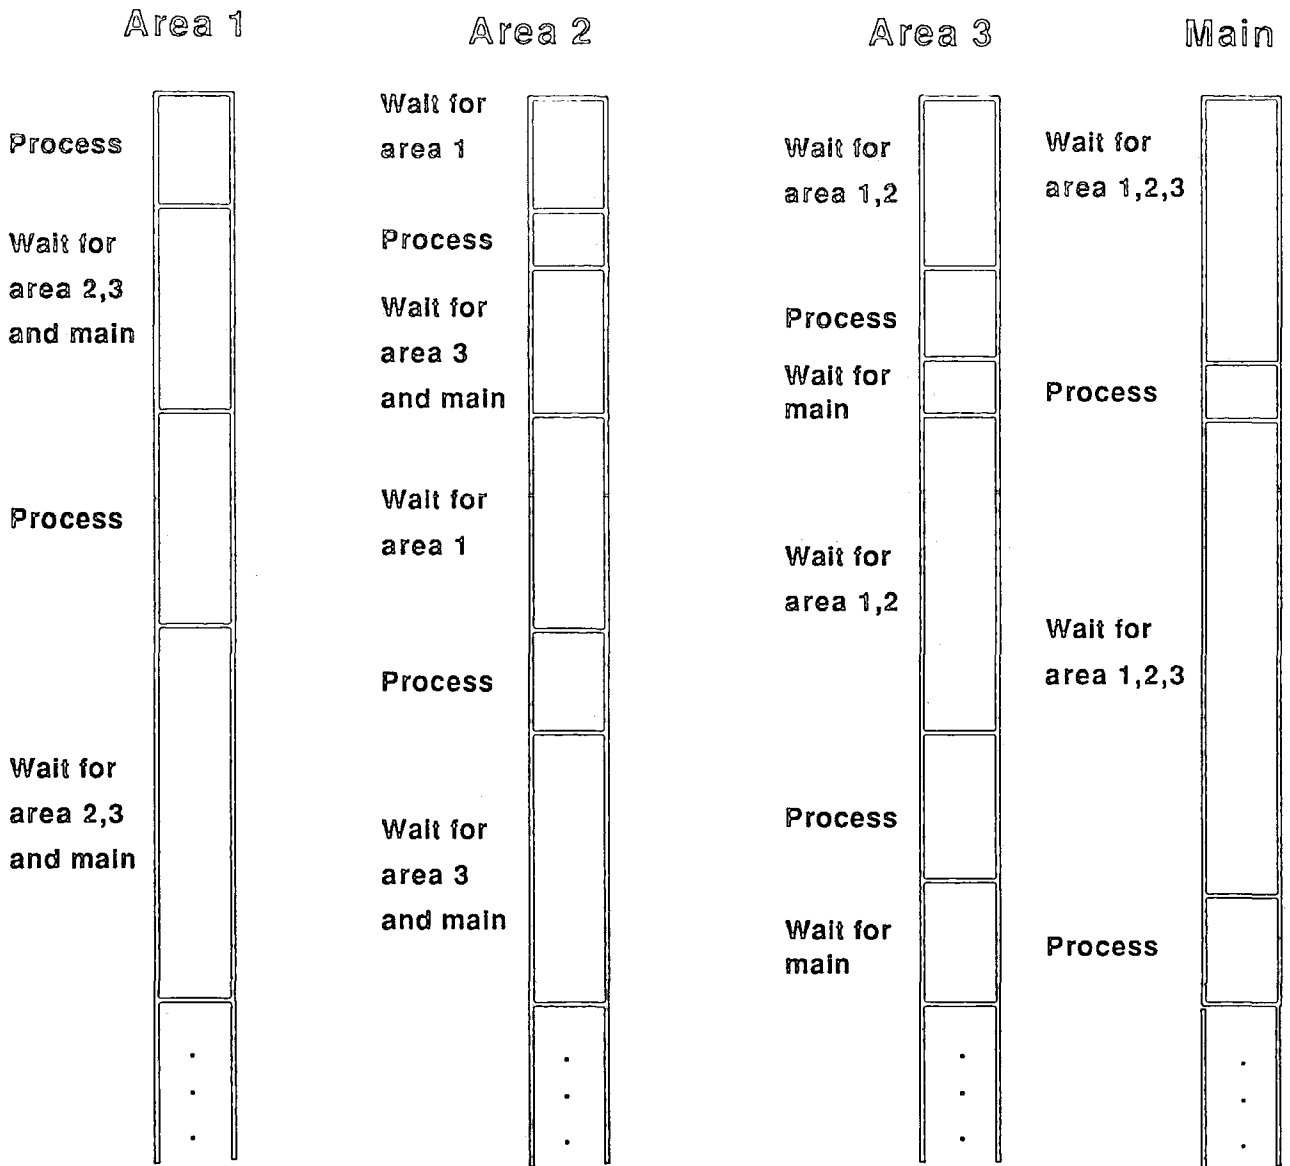 Area 1
Process
Wait for
area 2,3
and main
Process
Wait for
area 2,3
and main
Area 2
Wait for
area 1
Process
Wait for
area 3
and main
Wait for
area 1
Process
Wait for
area 3
and main
Area 3
Wait for
area 1,2
Process
Wait for
main
Wait for
area 1,2
Process
Wait for
main
Main
Wait for
area 1,2,3
Process
Wait for
area 1,2,3
Process